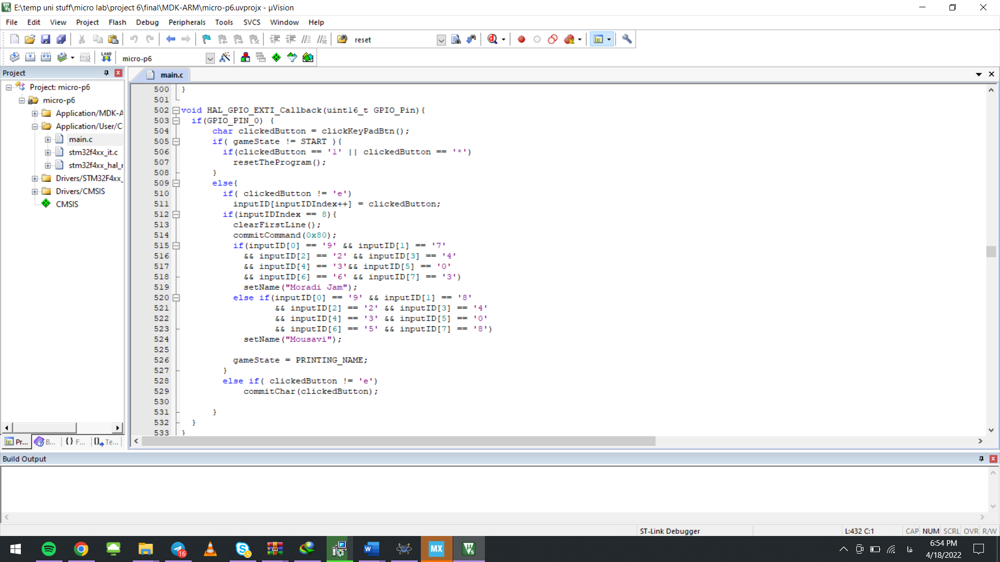 E:\temp uni stuff\micro lab\project 6\final\MDK-ARM\micro-p6.uvprojx - µVision
File Edit View Project Flash Debug Peripherals Tools SVCS Window Help
reset
LOAD micro-p6
Project
main.c
Project: micro-p6
micro-p6
Application/MDK-A
Application/User/C
main.c
stm32f4xx_it.c
stm32f4xx_hal_r
Drivers/STM32F4xx_
Drivers/CMSIS
CMSIS
Pr... B... {} F... Te...
500 }
501
502 void HAL_GPIO_EXTI_Callback(uint16_t GPIO_Pin){
503 if(GPIO_PIN_0) {
504 char clickedButton = clickKeyPadBtn();
505 if( gameState != START ){
506 if(clickedButton == '1' || clickedButton == '*')
507 resetTheProgram();
508 }
509 else{
510 if( clickedButton != 'e')
511 inputID[inputIDIndex++] = clickedButton;
512 if(inputIDIndex == 8){
513 clearFirstLine();
514 commitCommand(0x80);
515 if(inputID[0] == '9' && inputID[1] == '7'
516 && inputID[2] == '2' && inputID[3] == '4'
517 && inputID[4] == '3'&& inputID[5] == '0'
518 && inputID[6] == '6' && inputID[7] == '3')
519 setName("Moradi Jam");
520 else if(inputID[0] == '9' && inputID[1] == '8'
521 && inputID[2] == '2' && inputID[3] == '4'
522 && inputID[4] == '3' && inputID[5] == '0'
523 && inputID[6] == '5' && inputID[7] == '8')
524 setName("Mousavi");
525
526 gameState = PRINTING_NAME;
527 }
528 else if( clickedButton != 'e')
529 commitChar(clickedButton);
530
531 }
532 }
533 }
Build Output
ST-Link Debugger L:432 C:1 CAP NUM SCRL OVR R/W
16 MX فا 6:54 PM
4/18/2022